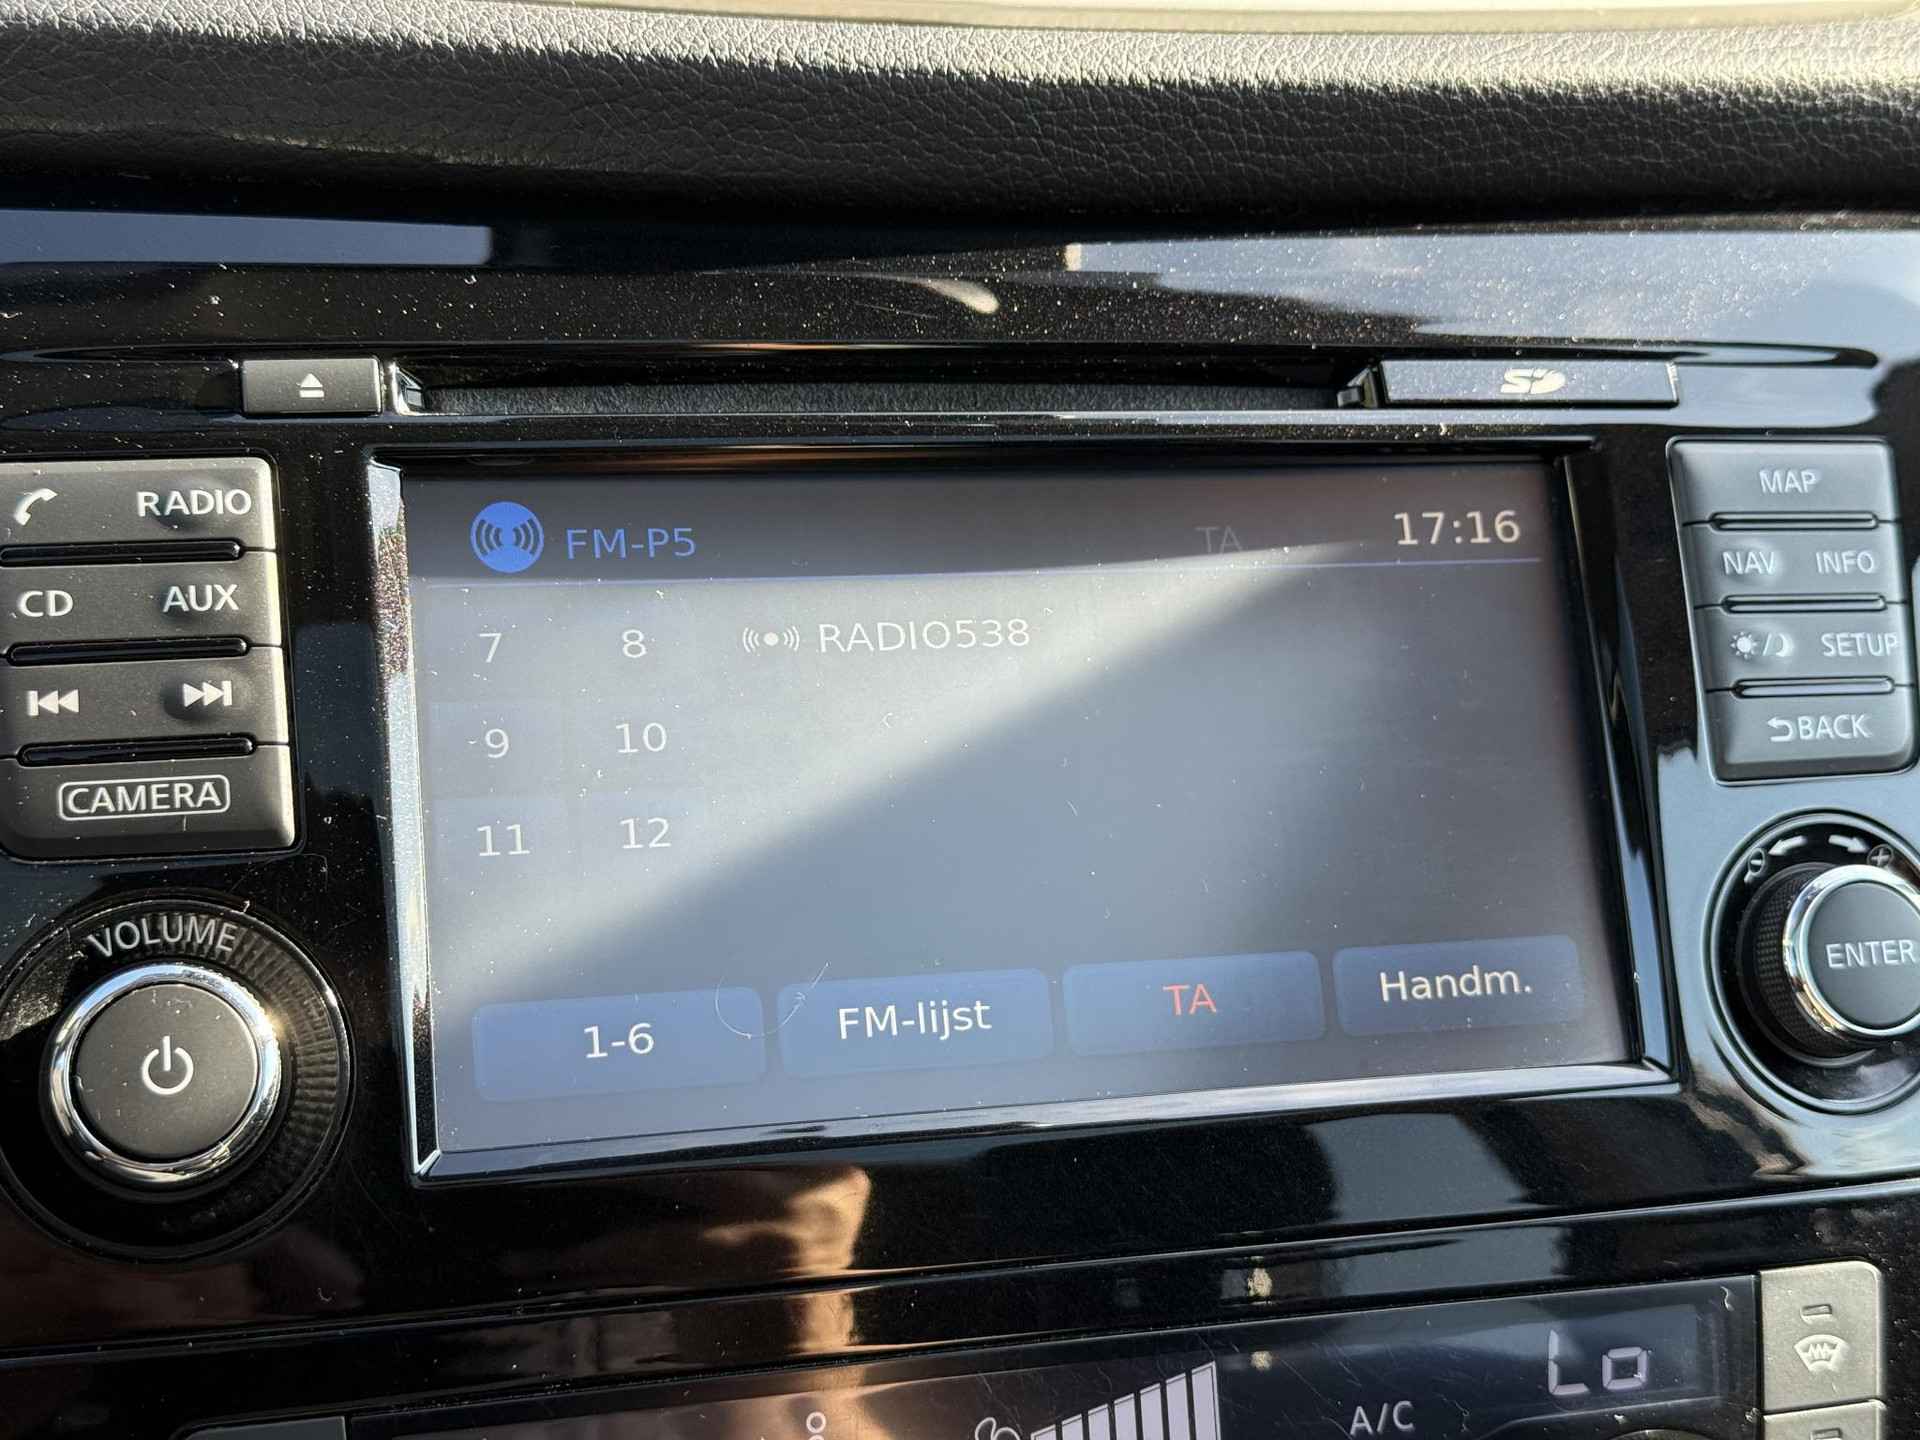 SD
RADIO
CD AUX
CAMERA
VOLUME
FM-P5 TA 17:16
7 8 RADIO538
9 10
11 12
1-6 FM-lijst TA Handm.
MAP
NAV INFO
SETUP
BACK
ENTER
A/C Lo